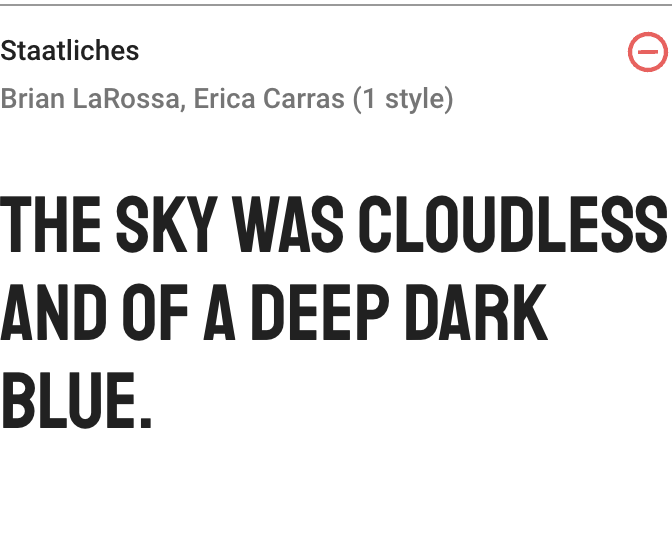 Staatliches
Brian LaRossa, Erica Carras (1 style)
THE SKY WAS CLOUDLESS
AND OF A DEEP DARK
BLUE.